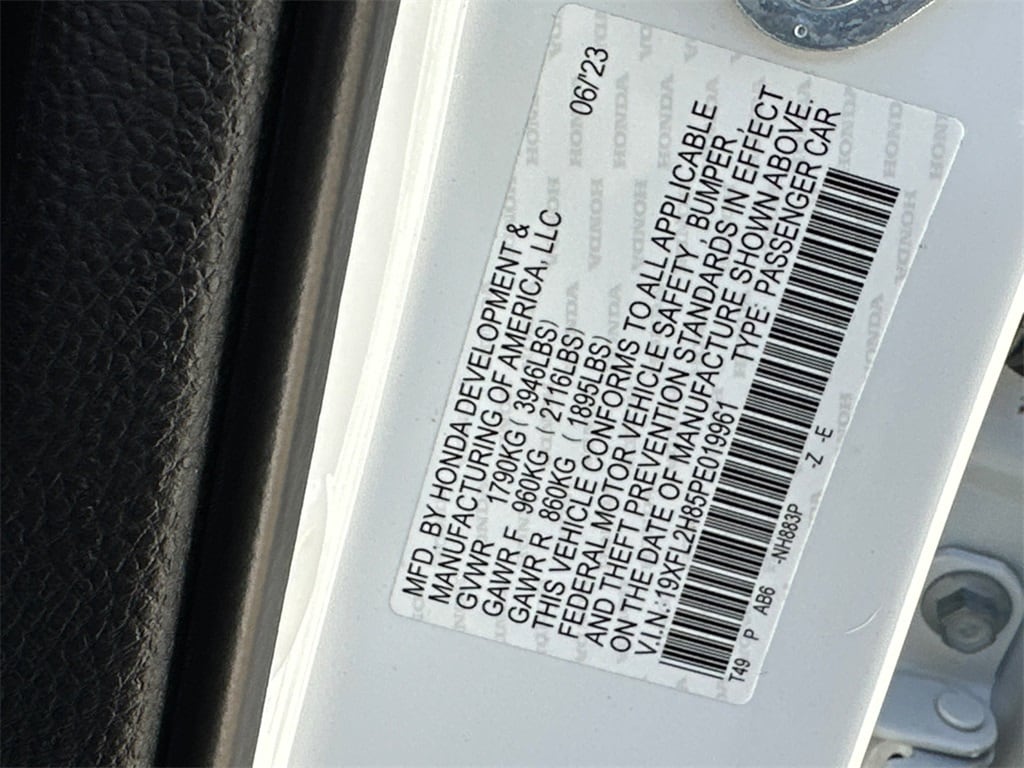 06/'23
MFD. BY HONDA DEVELOPMENT &
MANUFACTURING OF AMERICA, LLC
GVWR 1790KG ( 3946LBS)
GAWR F 960KG ( 2116LBS)
GAWR R 860KG ( 1895LBS)
THIS VEHICLE CONFORMS TO ALL APPLICABLE
FEDERAL MOTOR VEHICLE SAFETY, BUMPER,
AND THEFT PREVENTION STANDARDS IN EFFECT
ON THE DATE OF MANUFACTURE SHOWN ABOVE.
V.I.N.: 19XFL2H85PE019961 TYPE: PASSENGER CAR
T49 P AB6 -NH883P -Z -E
HONDA